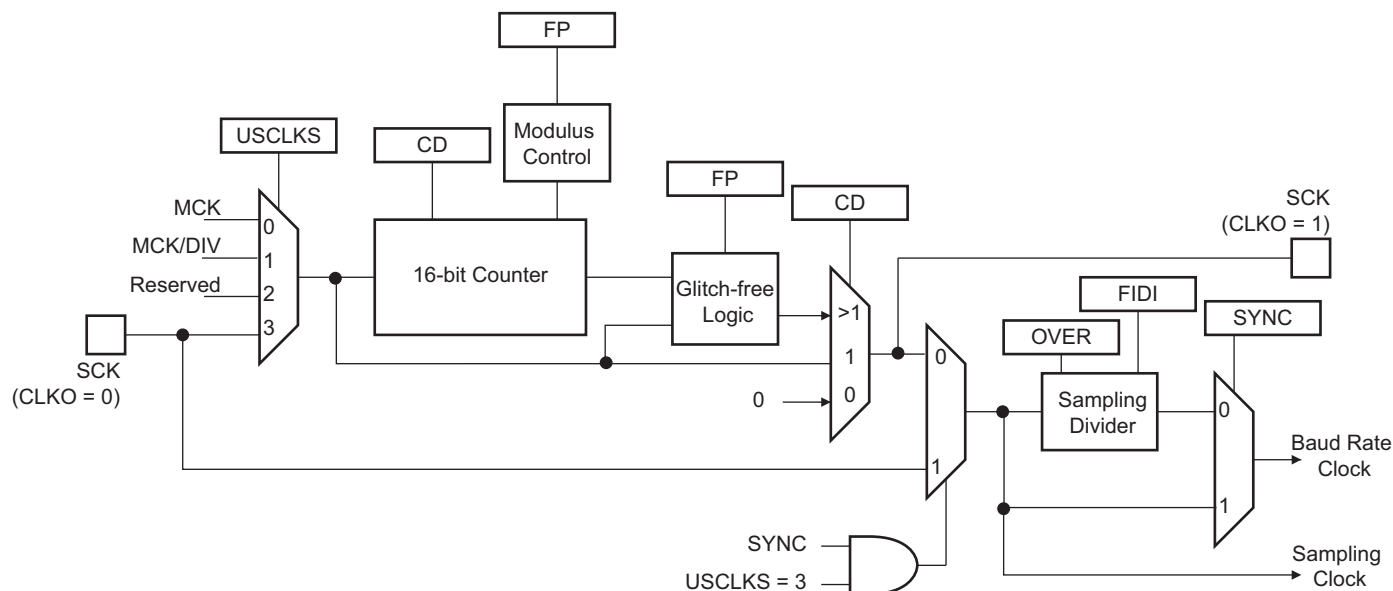 FP
USCLKS
CD
Modulus
Control
FP
CD
SCK
(CLKO = 1)
MCK
0
MCK/DIV
1
16-bit Counter
Reserved
2
Glitch-free
Logic
>1
FIDI
3
SYNC
OVER
SCK
(CLKO = 0)
1
0
0
0
Sampling
Divider
0
Baud Rate
Clock
1
1
SYNC
USCLKS = 3
Sampling
Clock